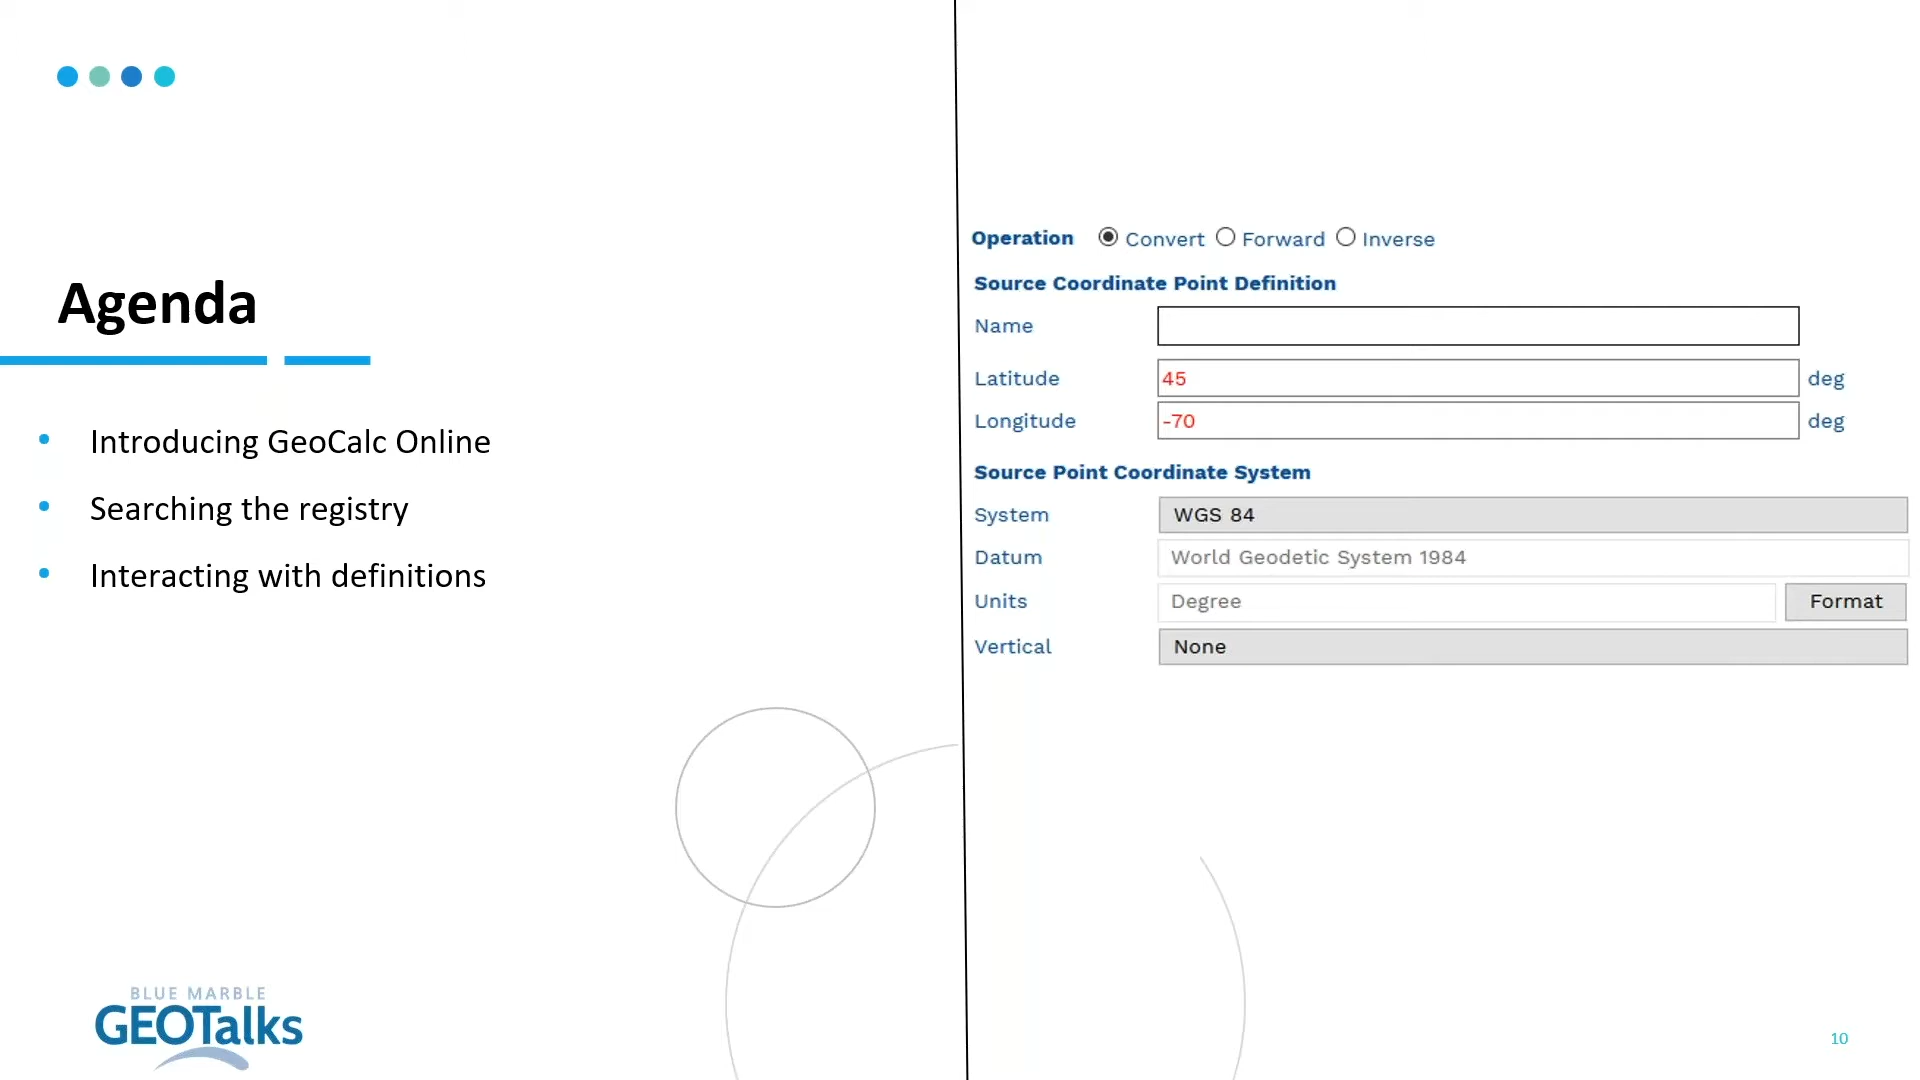 Agenda
• Introducing GeoCalc Online
• Searching the registry
• Interacting with definitions
BLUE MARBLE
GEOTalks
Operation Convert Forward Inverse
Source Coordinate Point Definition
Name
Latitude 45 deg
Longitude -70 deg
Source Point Coordinate System
System WGS 84
Datum World Geodetic System 1984
Units Degree Format
Vertical None
10